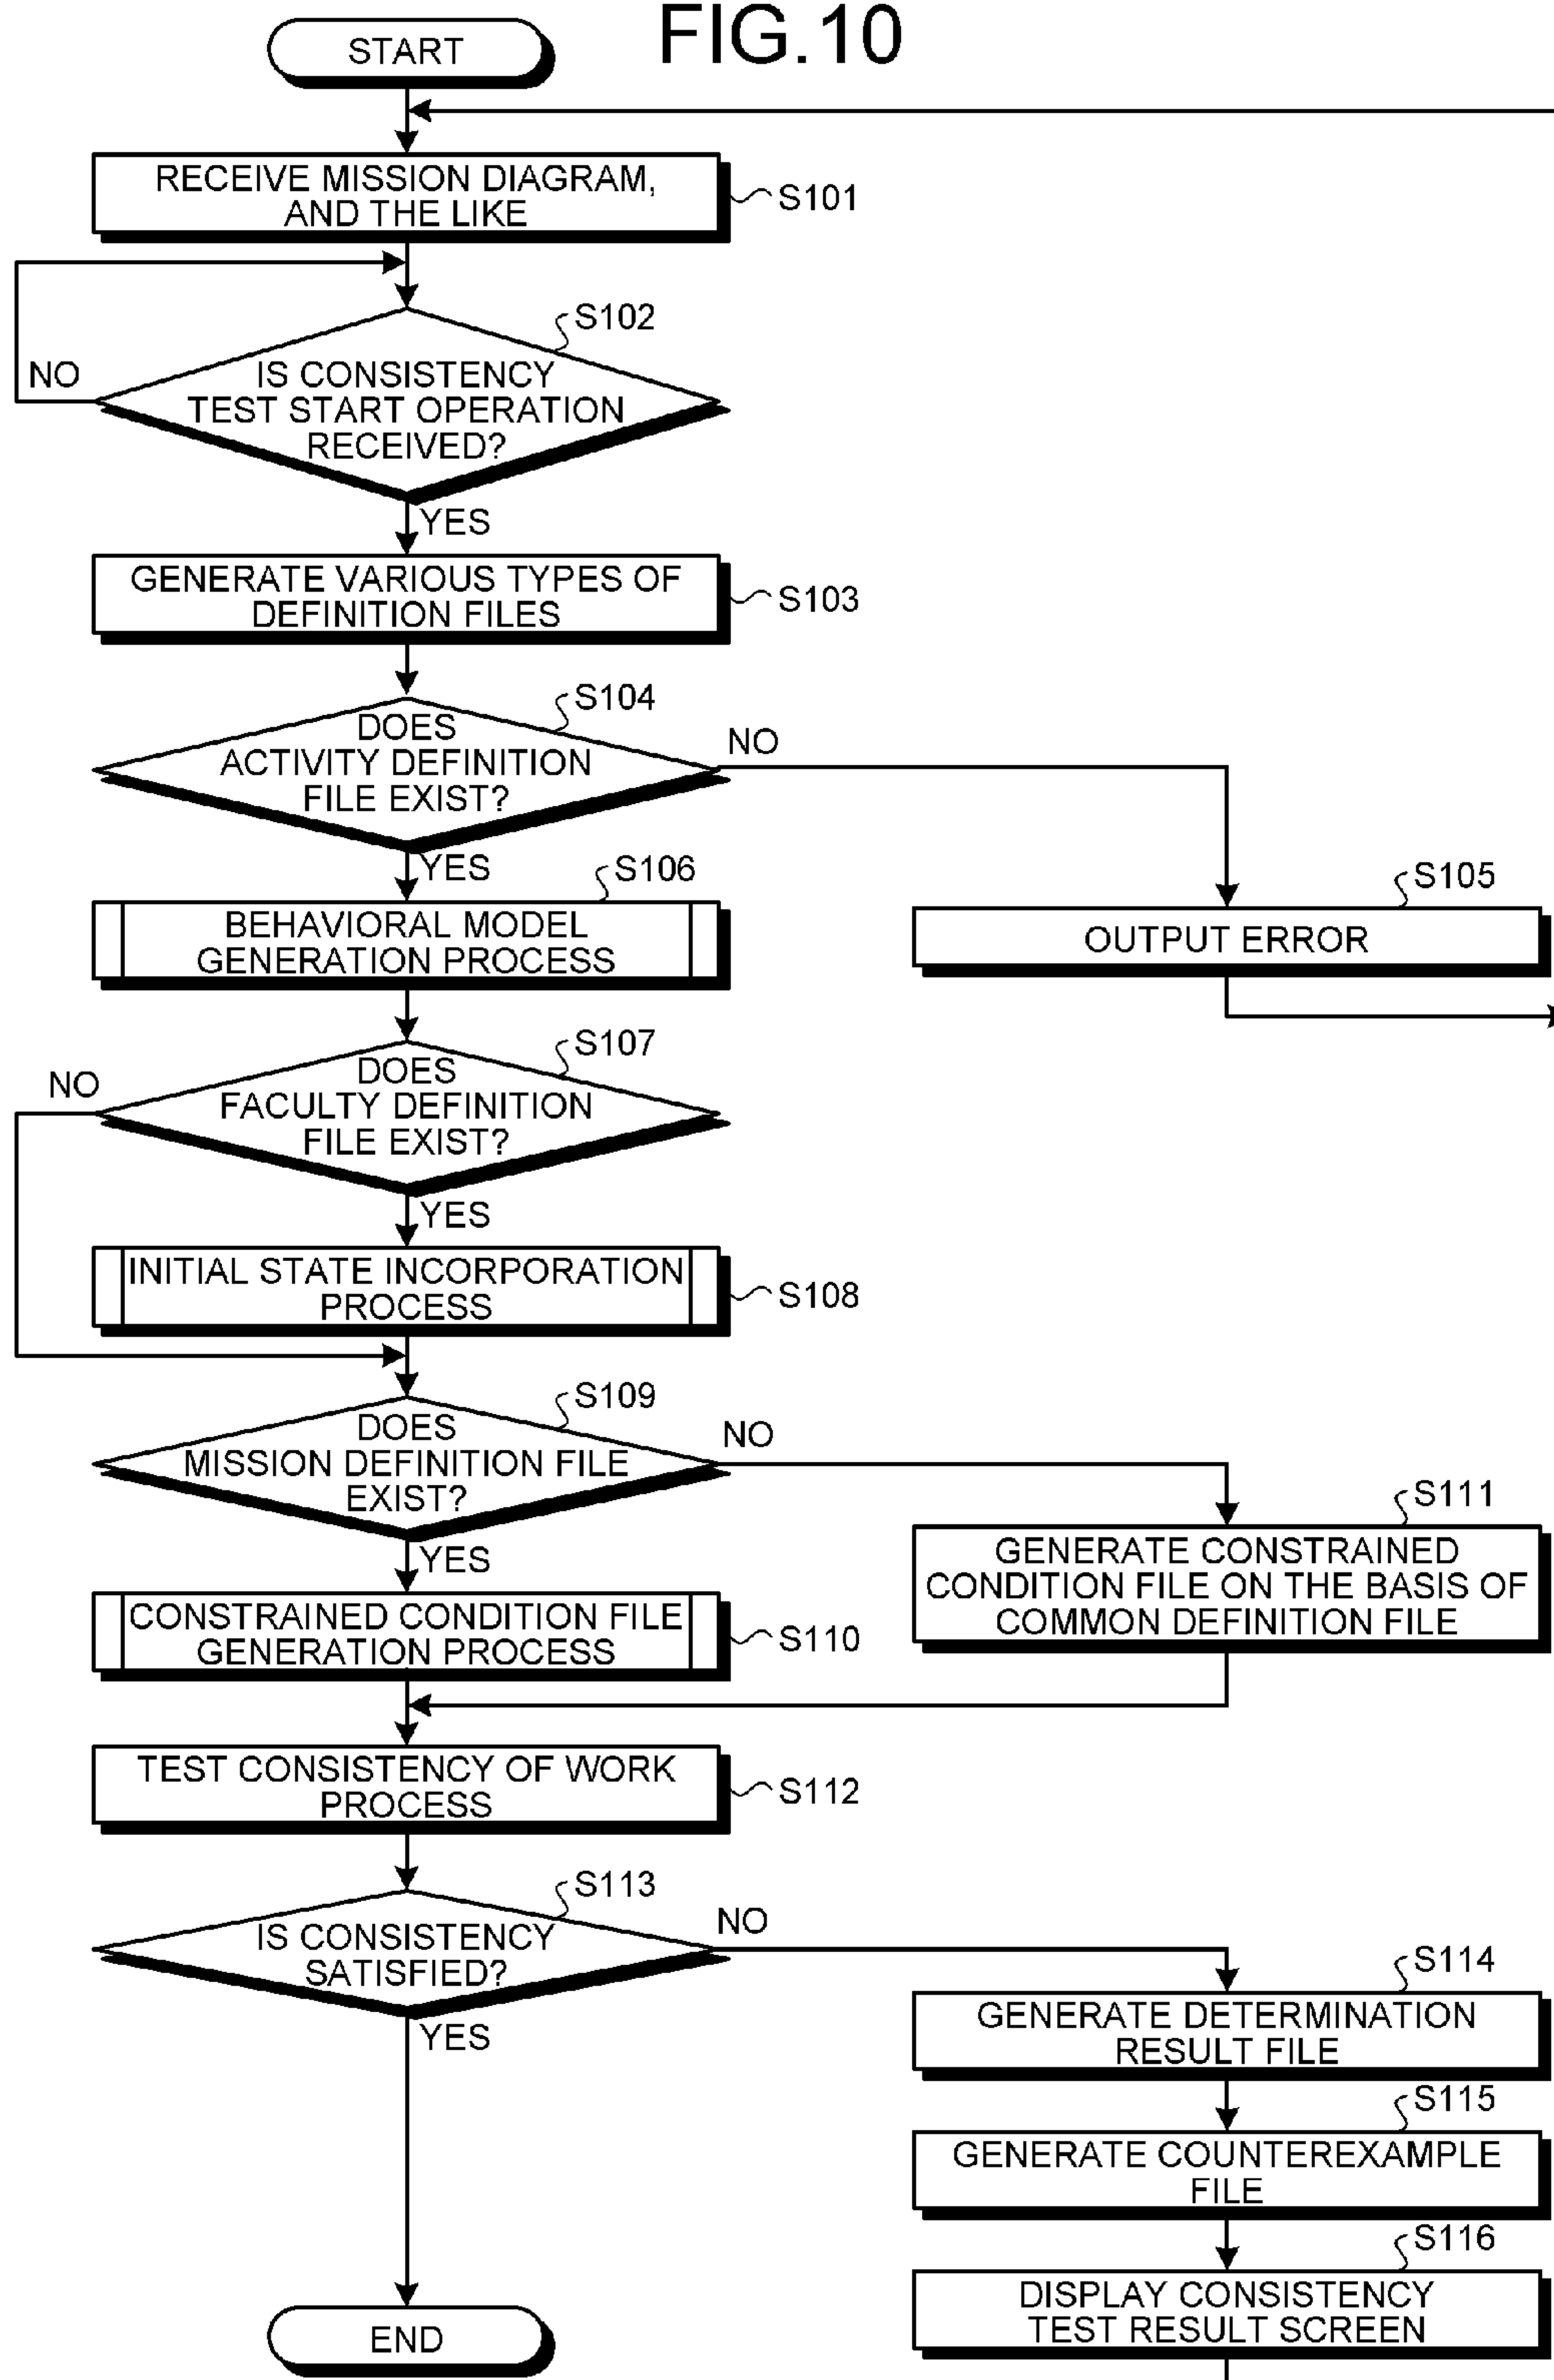 FIG.10
START
RECEIVE MISSION DIAGRAM,
AND THE LIKE
S101
S102
IS CONSISTENCY
TEST START OPERATION
RECEIVED?
NO
YES
GENERATE VARIOUS TYPES OF
DEFINITION FILES
S103
S104
DOES
ACTIVITY DEFINITION
FILE EXIST?
NO
YES
S105
OUTPUT ERROR
S106
BEHAVIORAL MODEL
GENERATION PROCESS
S107
DOES
FACULTY DEFINITION
FILE EXIST?
NO
YES
INITIAL STATE INCORPORATION
PROCESS
S108
S109
DOES
MISSION DEFINITION FILE
EXIST?
NO
YES
CONSTRAINED CONDITION FILE
GENERATION PROCESS
S110
S111
GENERATE CONSTRAINED
CONDITION FILE ON THE BASIS OF
COMMON DEFINITION FILE
TEST CONSISTENCY OF WORK
PROCESS
S112
S113
IS CONSISTENCY
SATISFIED?
NO
YES
S114
GENERATE DETERMINATION
RESULT FILE
S115
GENERATE COUNTEREXAMPLE
FILE
S116
DISPLAY CONSISTENCY
TEST RESULT SCREEN
END